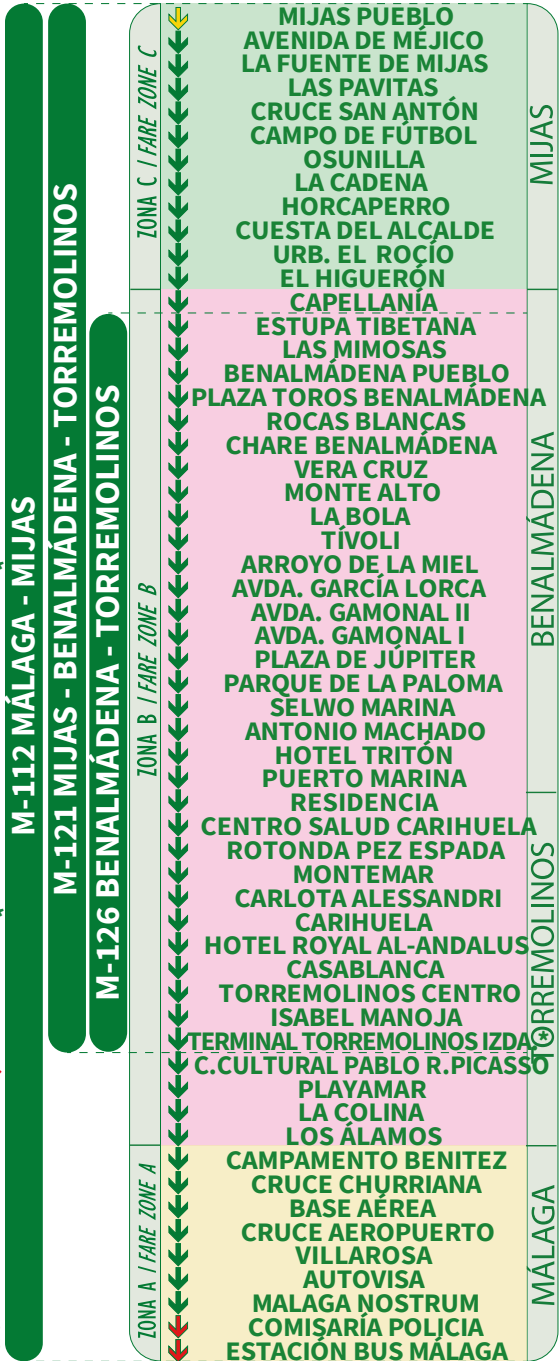 M-112 MÁLAGA - MIJAS
M-121 MIJAS - BENALMÁDENA - TORREMOLINOS
M-126 BENALMÁDENA - TORREMOLINOS
ZONA C / FARE ZONE C
ZONA B / FARE ZONE B
ZONA A / FARE ZONE A
MIJAS PUEBLO
AVENIDA DE MÉJICO
LA FUENTE DE MIJAS
LAS PAVITAS
CRUCE SAN ANTÓN
CAMPO DE FÚTBOL
OSUNILLA
LA CADENA
HORCAPERRO
CUESTA DEL ALCALDE
URB. EL ROCÍO
EL HIGUERÓN
CAPELLANÍA
ESTUPA TIBETANA
LAS MIMOSAS
BENALMÁDENA PUEBLO
PLAZA TOROS BENALMÁDENA
ROCAS BLANCAS
CHARE BENALMÁDENA
VERA CRUZ
MONTE ALTO
LA BOLA
TÍVOLI
ARROYO DE LA MIEL
AVDA. GARCÍA LORCA
AVDA. GAMONAL II
AVDA. GAMONAL I
PLAZA DE JÚPITER
PARQUE DE LA PALOMA
SELWO MARINA
ANTONIO MACHADO
HOTEL TRITÓN
PUERTO MARINA
RESIDENCIA
CENTRO SALUD CARIHUELA
ROTONDA PEZ ESPADA
MONTEMAR
CARLOTA ALESSANDRI
CARIHUELA
HOTEL ROYAL AL-ANDALUS
CASABLANCA
TORREMOLINOS CENTRO
ISABEL MANOJA
TERMINAL TORREMOLINOS IZDA.*
C.CULTURAL PABLO R.PICASSO
PLAYAMAR
LA COLINA
LOS ÁLAMOS
CAMPAMENTO BENITEZ
CRUCE CHURRIANA
BASE AÉREA
CRUCE AEROPUERTO
VILLAROSA
AUTOVISA
MALAGA NOSTRUM
COMISARÍA POLICIA
ESTACIÓN BUS MÁLAGA
MIJAS
BENALMÁDENA
TORREMOLINOS
MÁLAGA